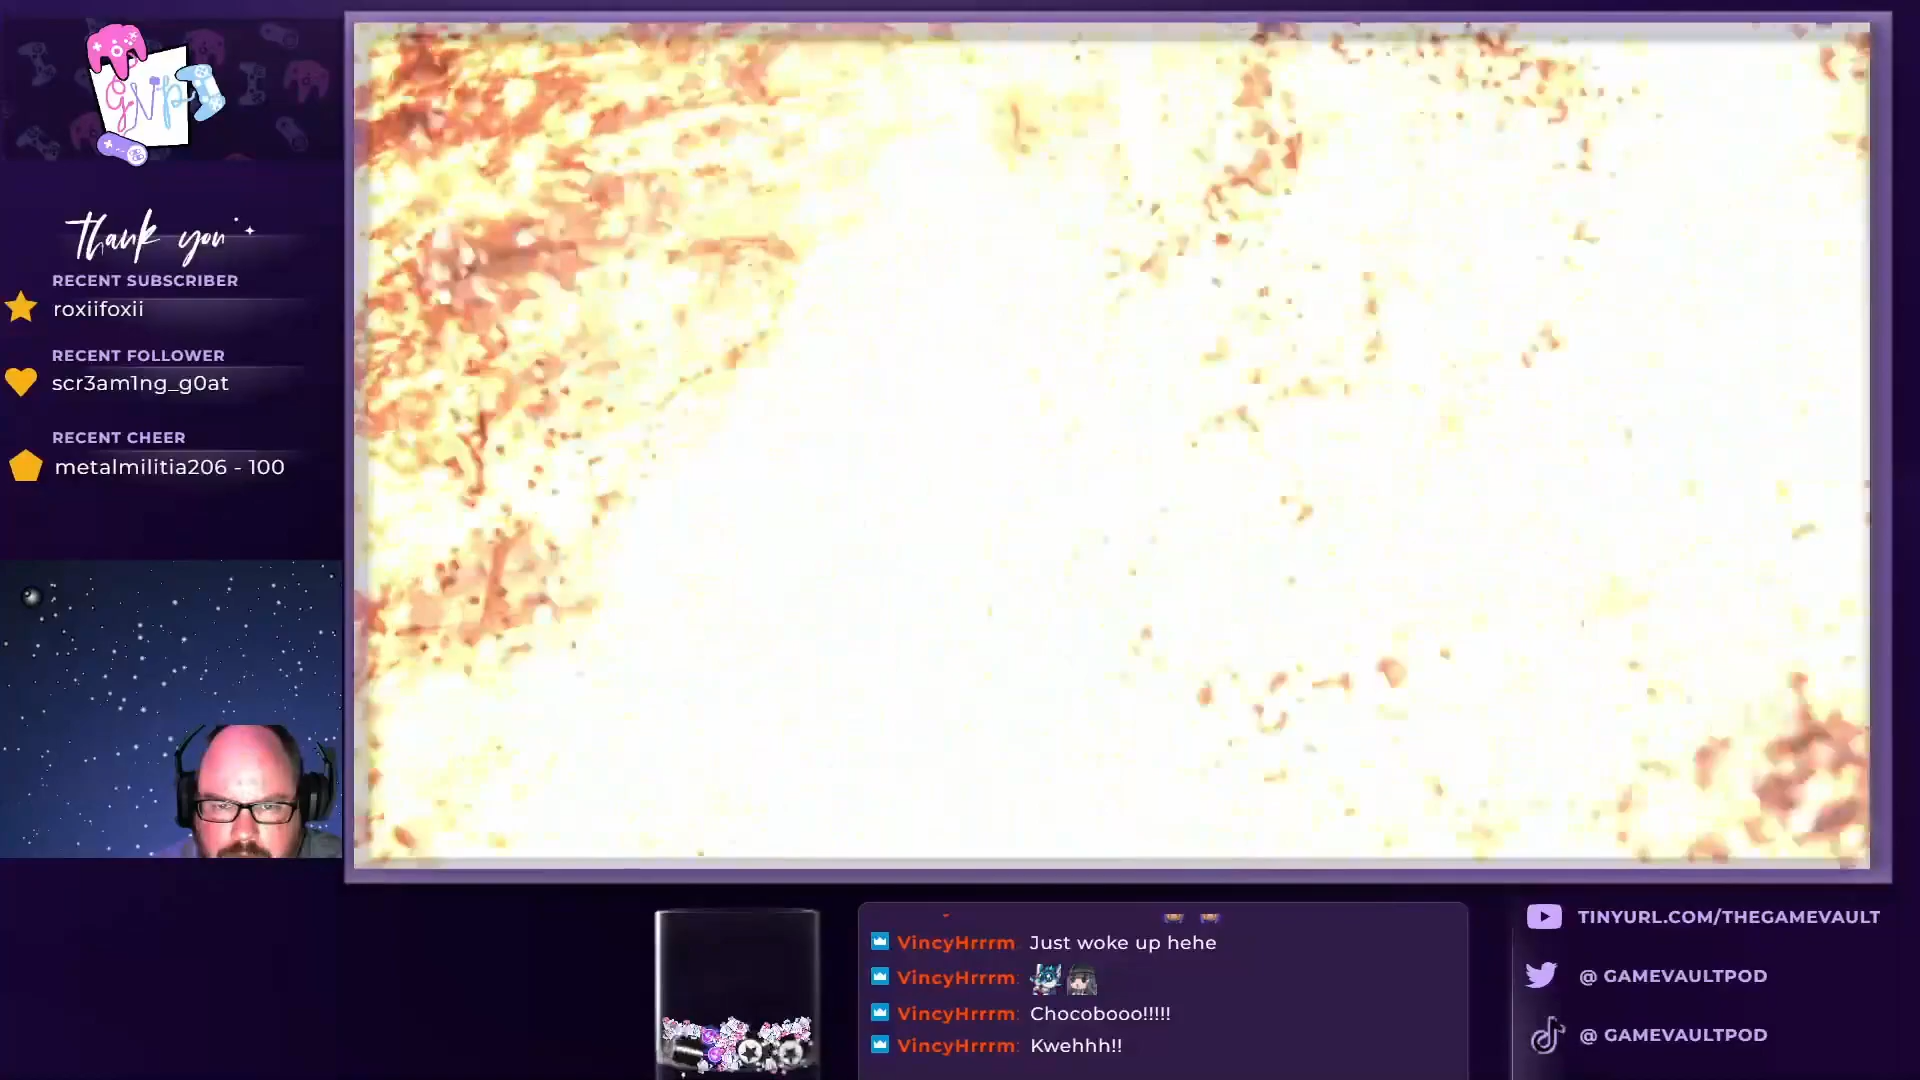 GVP
Thank you
RECENT SUBSCRIBER
roxiifoxii
RECENT FOLLOWER
scr3am1ng_g0at
RECENT CHEER
metalmilitia206 - 100
VincyHrrrm: Just woke up hehe
VincyHrrrm:
VincyHrrrm: Chocobooo!!!!!
VincyHrrrm: Kwehhh!!
TINYURL.COM/THEGAMEVAULT
@ GAMEVAULTPOD
@ GAMEVAULTPOD